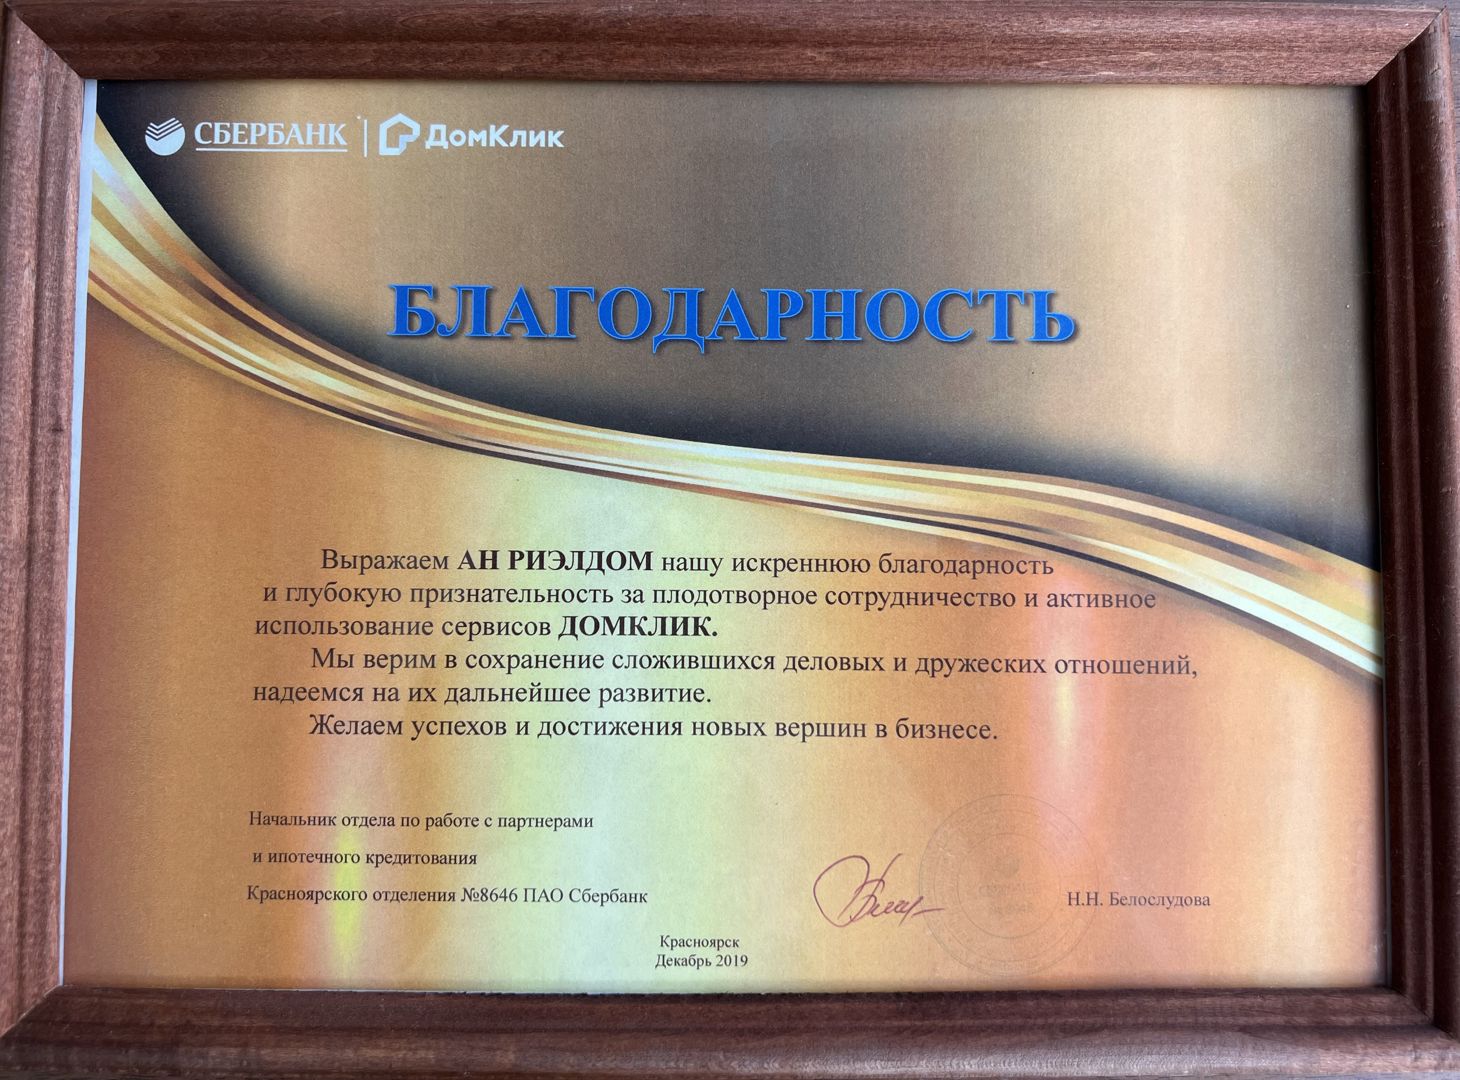 СБЕРБАНК | ДомКлик
БЛАГОДАРНОСТЬ
Выражаем АН РИЭЛДОМ нашу искреннюю благодарность
и глубокую признательность за плодотворное сотрудничество и активное
использование сервисов ДОМКЛИК.
Мы верим в сохранение сложившихся деловых и дружеских отношений,
надеемся на их дальнейшее развитие.
Желаем успехов и достижения новых вершин в бизнесе.
Начальник отдела по работе с партнерами
и ипотечного кредитования
Красноярского отделения №8646 ПАО Сбербанк
Н.Н. Белослудова
Красноярск
Декабрь 2019